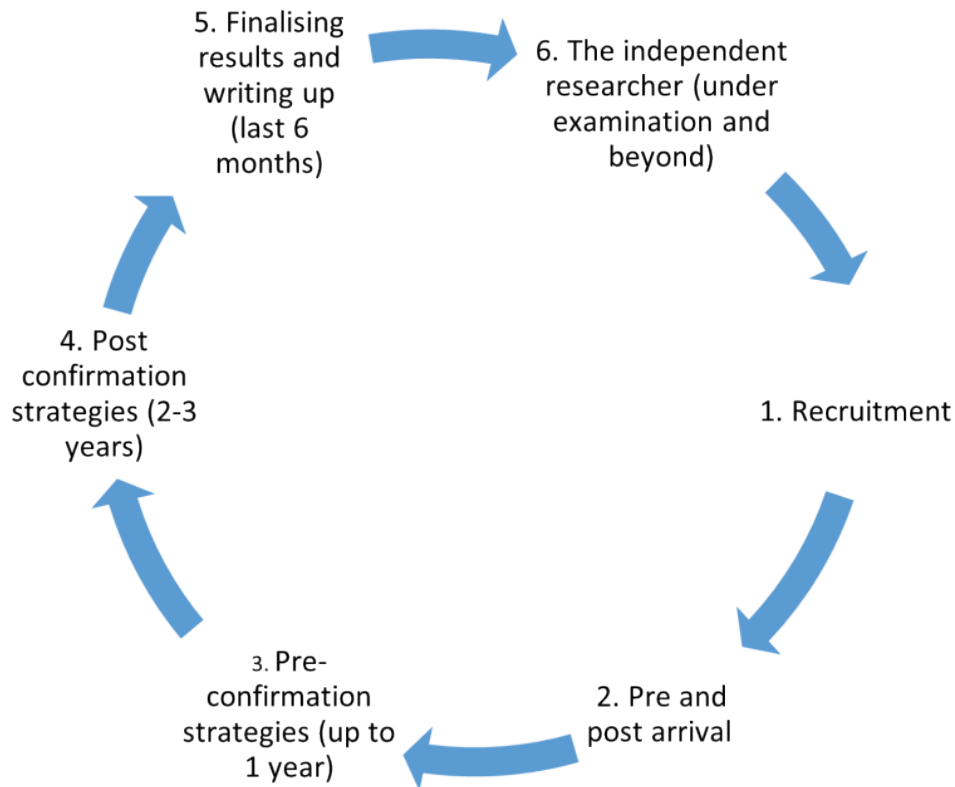 5. Finalising
results and
writing up
(last 6
months)
6. The independent
researcher (under
examination and
beyond)
1. Recruitment
2. Pre and
post arrival
3. Pre-
confirmation
strategies (up to
1 year)
4. Post
confirmation
strategies (2-3
years)